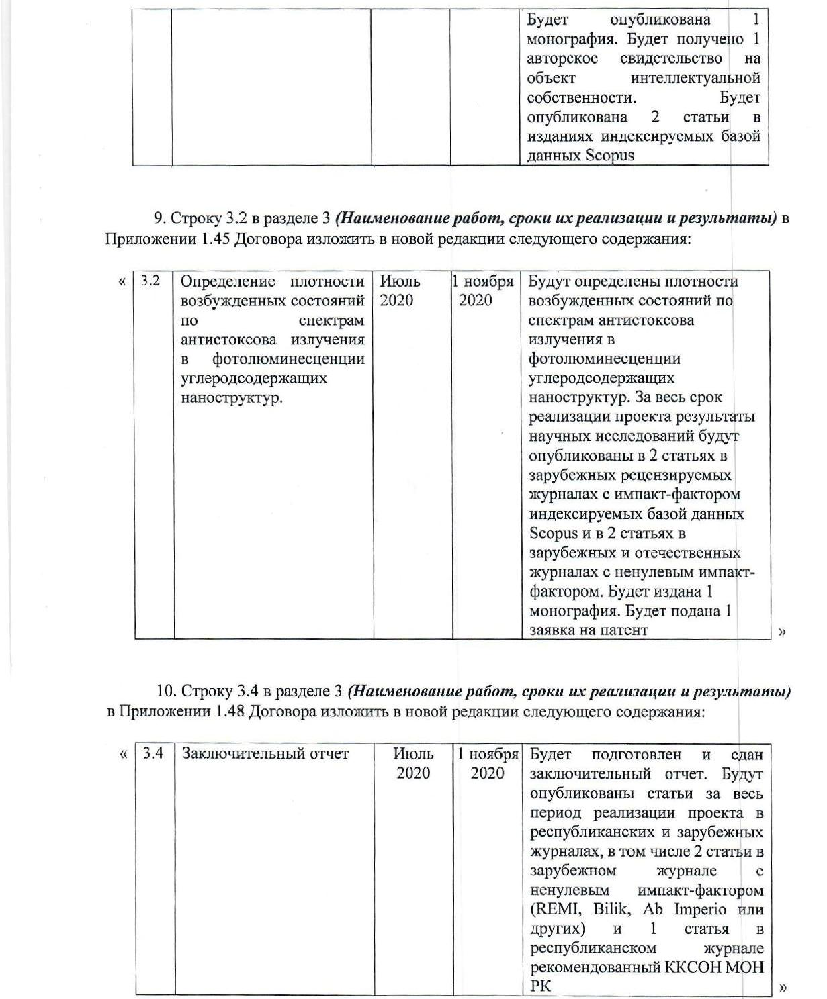 Будет опубликована 1
монография. Будет получено 1
авторское свидетельство на
объект интеллектуальной
собственности. Будет
опубликована 2 статьи в
изданиях индексируемых базой
данных Scopus
9. Строку 3.2 в разделе 3 (Наименование работ, сроки их реализации и результаты) в
Приложении 1.45 Договора изложить в новой редакции следующего содержания:
« 3.2
Определение плотности
возбужденных состояний
по спектрам
антистоксова излучения
в фотолюминесценции
углеродсодержащих
наноструктур.
Июль
2020
1 ноября
2020
Будут определены плотности
возбужденных состояний по
спектрам антистоксова
излучения в
фотолюминесценции
углеродсодержащих
наноструктур. За весь срок
реализации проекта результаты
научных исследований будут
опубликованы в 2 статьях в
зарубежных рецензируемых
журналах с импакт-фактором
индексируемых базой данных
Scopus и в 2 статьях в
зарубежных и отечественных
журналах с ненулевым импакт-
фактором. Будет издана 1
монография. Будет подана 1
заявка на патент »
10. Строку 3.4 в разделе 3 (Наименование работ, сроки их реализации и результаты)
в Приложении 1.48 Договора изложить в новой редакции следующего содержания:
« 3.4
Заключительный отчет
Июль
2020
1 ноября
2020
Будет подготовлен и сдан
заключительный отчет. Будут
опубликованы статьи за весь
период реализации проекта в
республиканских и зарубежных
журналах, в том числе 2 статьи в
зарубежном журнале с
ненулевым импакт-фактором
(REMI, Bilik, Ab Imperio или
других) и 1 статья в
республиканском журнале
рекомендованный ККСОН МОН
РК »